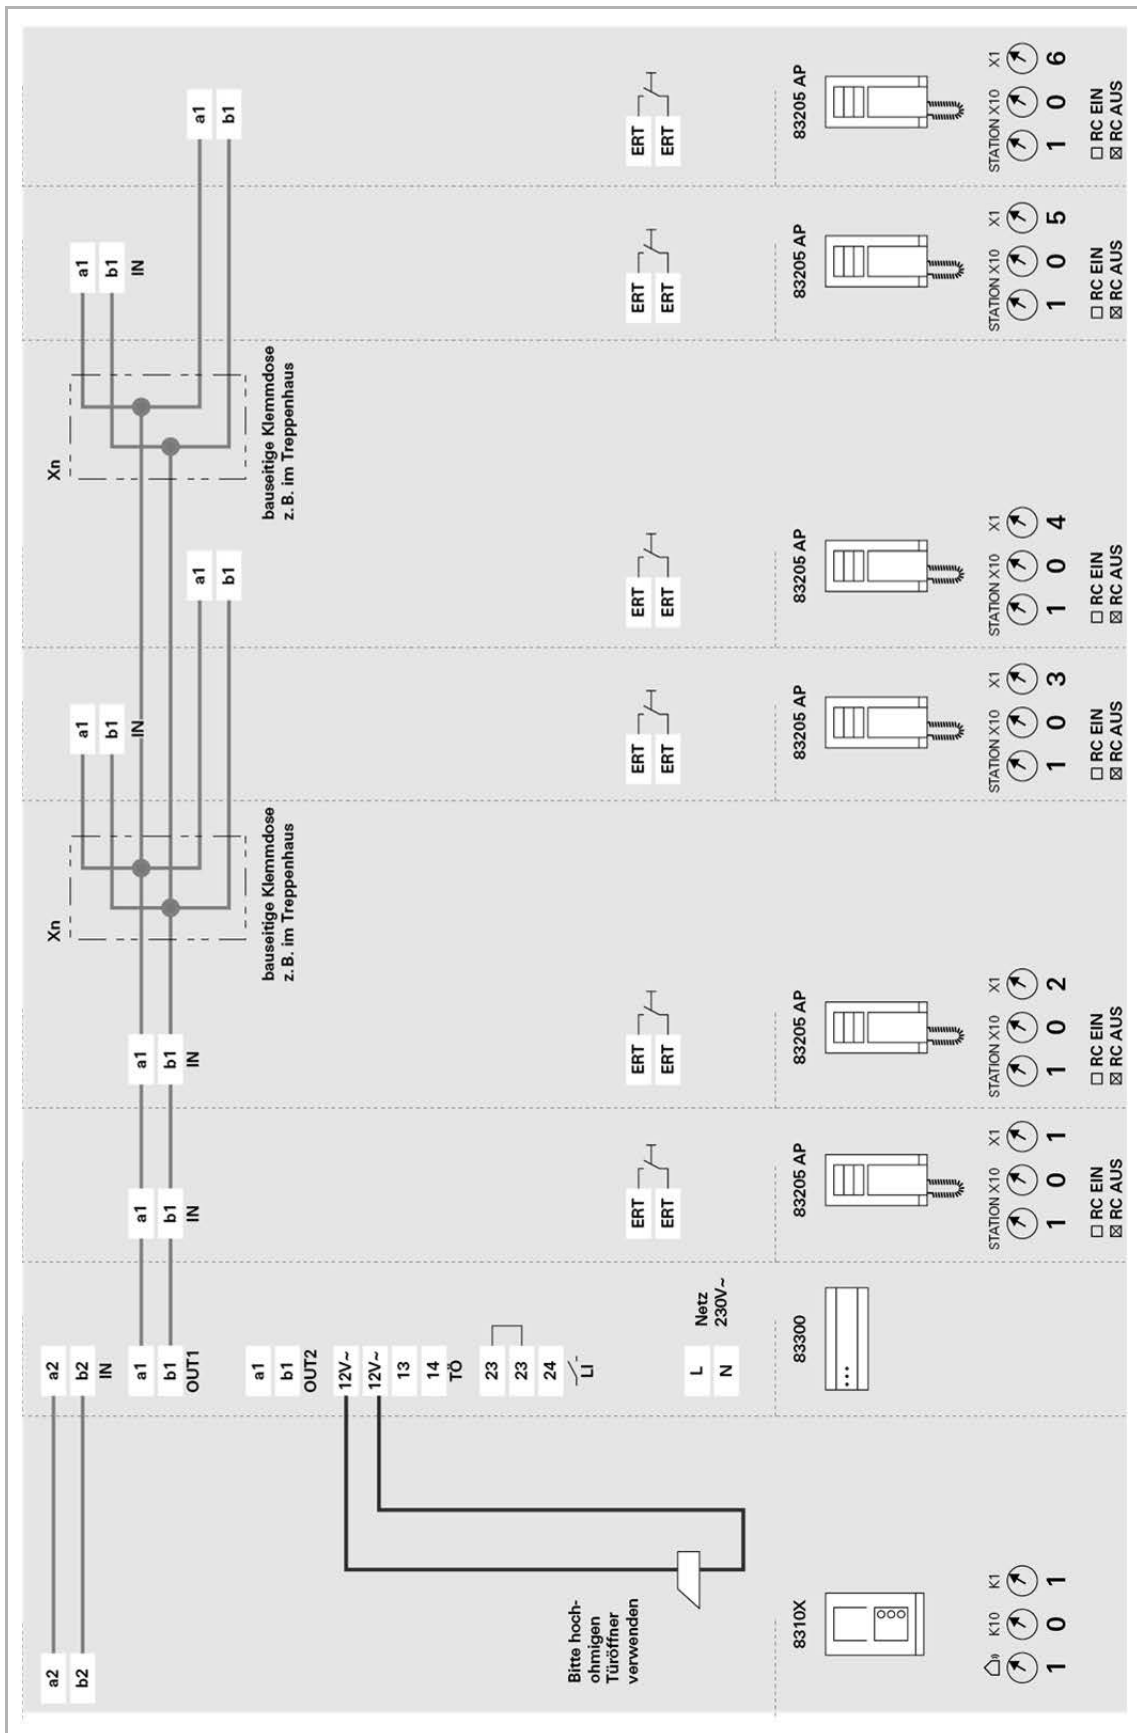 a2
b2
Bitte hoch-
ohmigen
Türöffner
verwenden
8310X
K10 K1
1 0 1
a2
b2
IN
a1
b1
OUT1
a1
b1
OUT2
12V~
12V~
13
14
TÖ
23
23
24
LI
L
N
Netz
230V~
83300
a1
b1
IN
ERT
ERT
83205 AP
STATION X10 X1
1 0 1
RC EIN
RC AUS
a1
b1
IN
ERT
ERT
83205 AP
STATION X10 X1
1 0 2
RC EIN
RC AUS
Xn
bauseitige Klemmdose
z. B. im Treppenhaus
a1
b1
IN
ERT
ERT
83205 AP
STATION X10 X1
1 0 3
RC EIN
RC AUS
a1
b1
ERT
ERT
83205 AP
STATION X10 X1
1 0 4
RC EIN
RC AUS
Xn
bauseitige Klemmdose
z. B. im Treppenhaus
a1
b1
IN
ERT
ERT
83205 AP
STATION X10 X1
1 0 5
RC EIN
RC AUS
a1
b1
ERT
ERT
83205 AP
STATION X10 X1
1 0 6
RC EIN
RC AUS